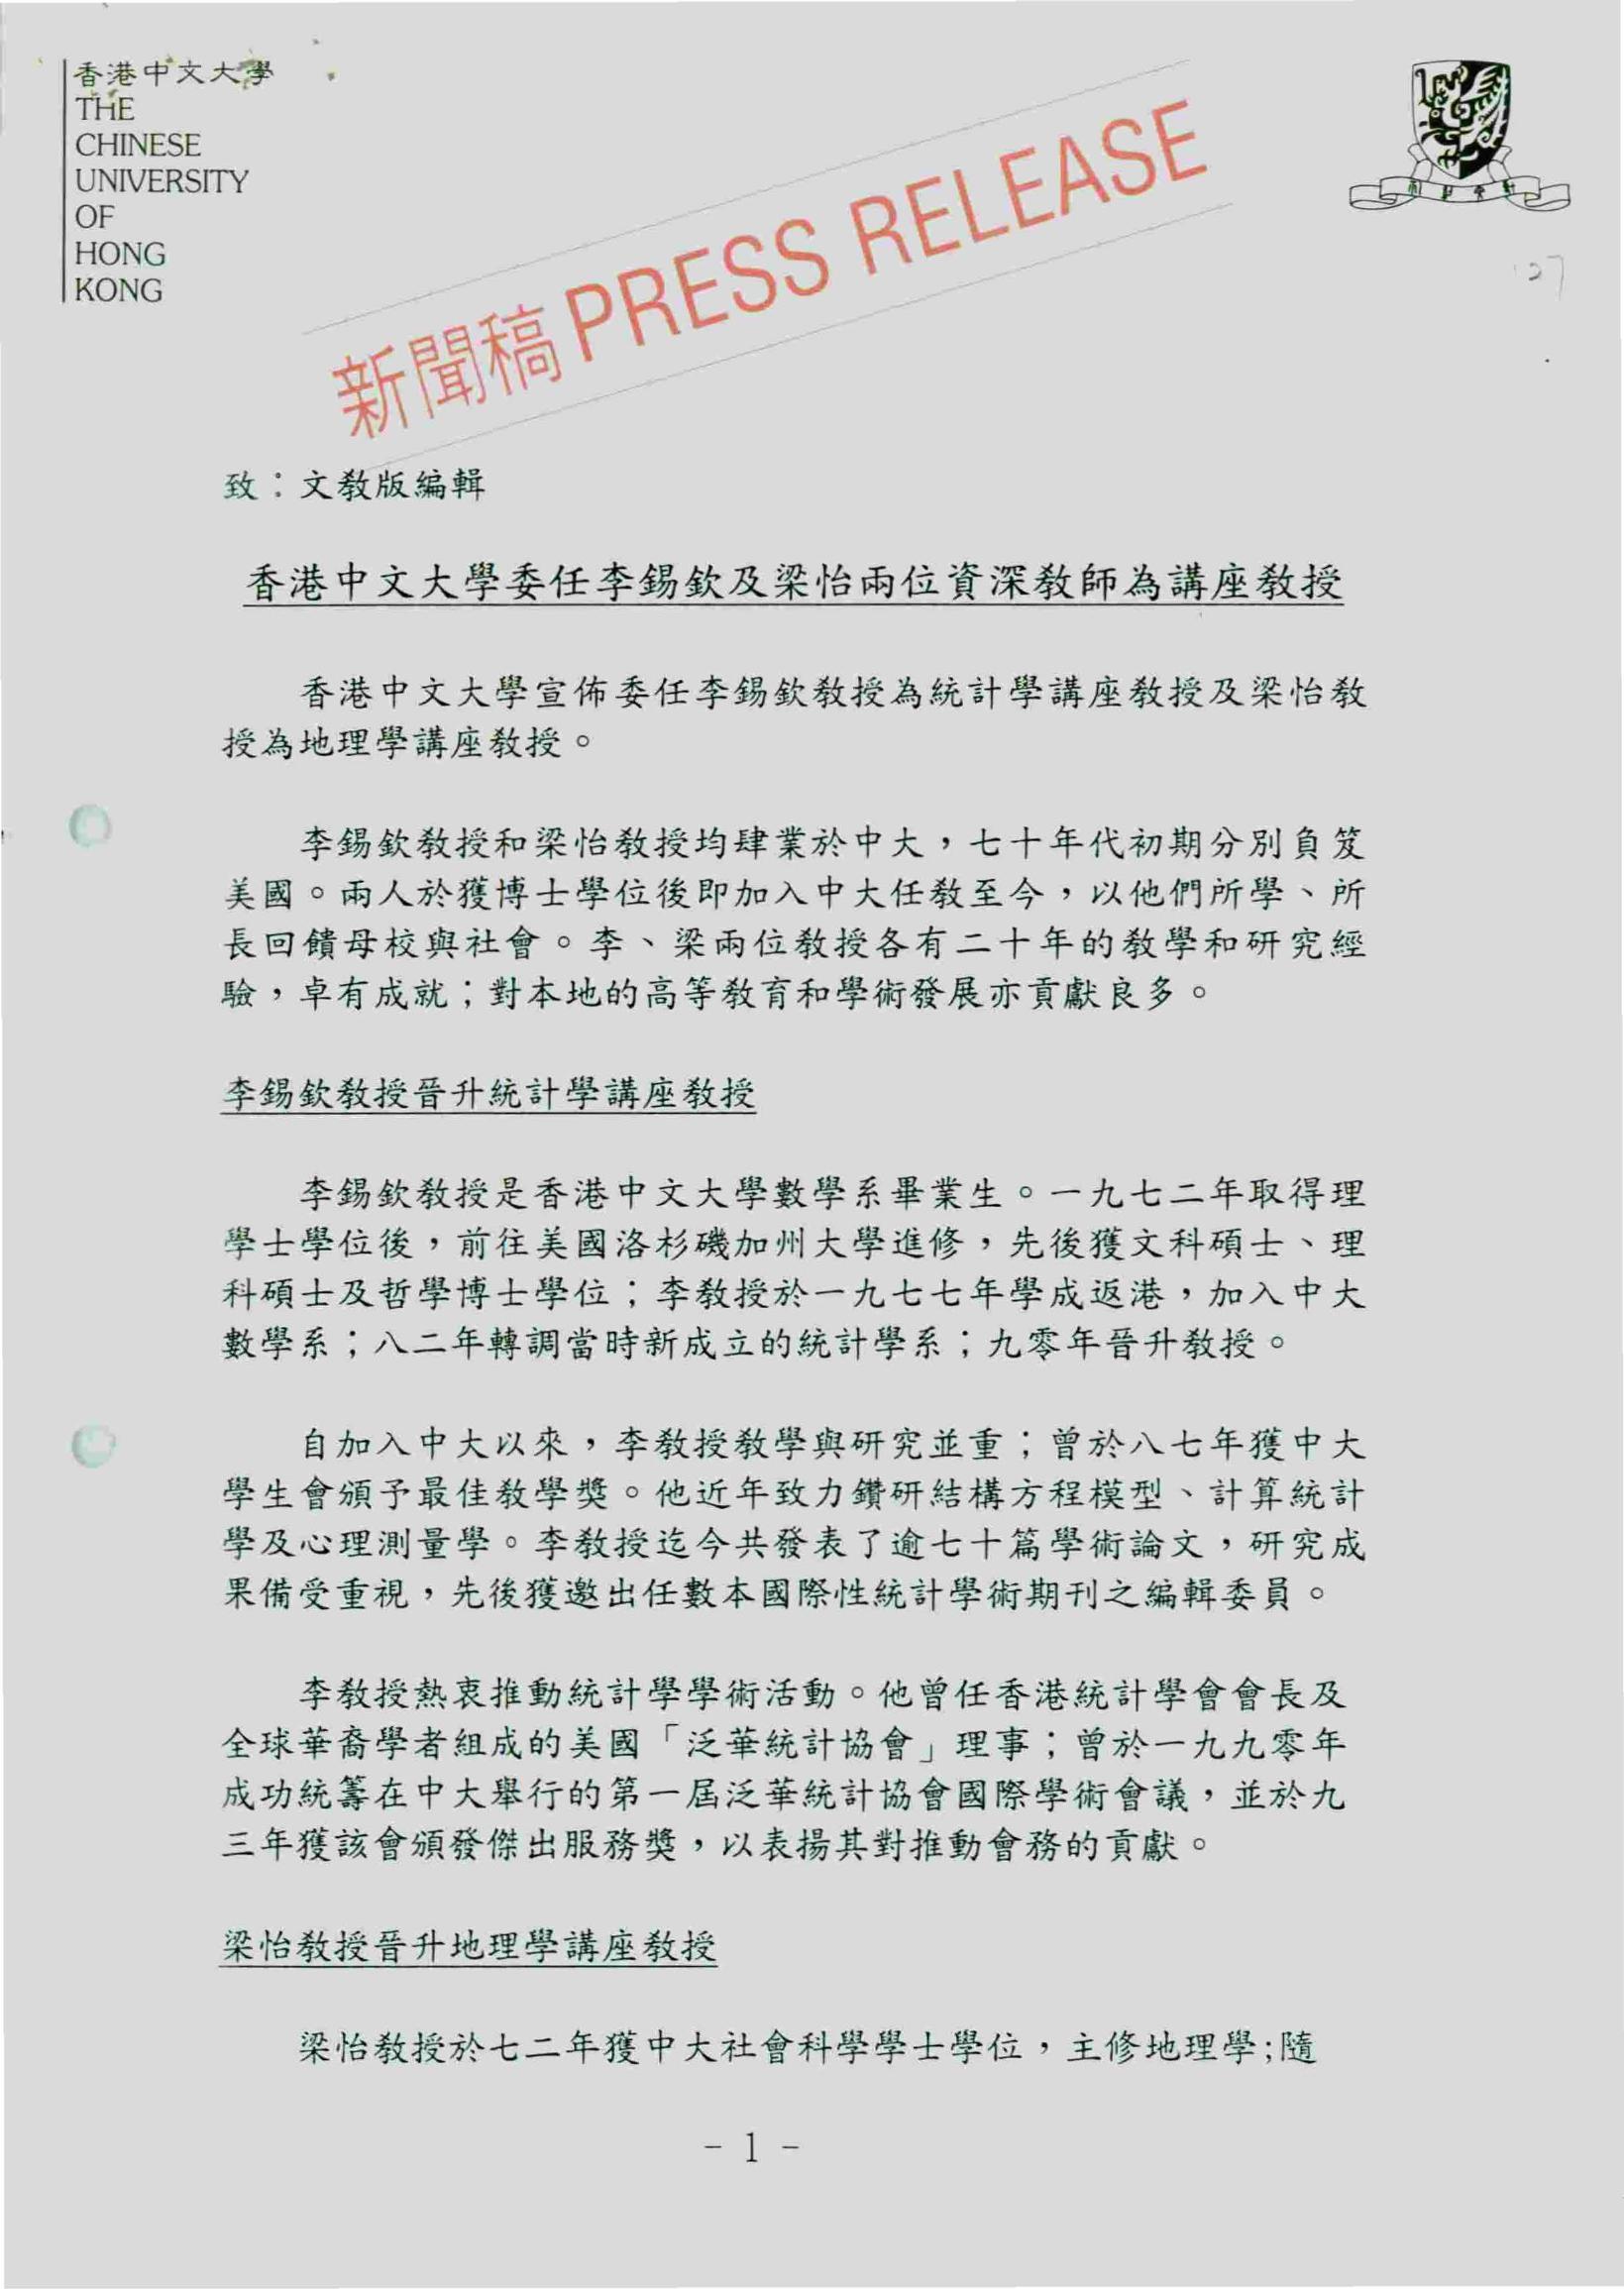 香港中文大學
THE
CHINESE
UNIVERSITY
OF
HONG
KONG
新聞稿 PRESS RELEASE
致：文教版編輯
香港中文大學委任李錫欽及梁怡兩位資深教師為講座教授
香港中文大學宣佈委任李錫欽教授為統計學講座教授及梁怡教
授為地理學講座教授。
李錫欽教授和梁怡教授均肄業於中大，七十年代初期分別負笈
美國。兩人於獲博士學位後即加入中大任教至今，以他們所學、所
長回饋母校與社會。李、梁兩位教授各有二十年的教學和研究經
驗，卓有成就；對本地的高等教育和學術發展亦貢獻良多。
李錫欽教授晉升統計學講座教授
李錫欽教授是香港中文大學數學系畢業生。一九七二年取得理
學士學位後，前往美國洛杉磯加州大學進修，先後獲文科碩士、理
科碩士及哲學博士學位；李教授於一九七七年學成返港，加入中大
數學系；八二年轉調當時新成立的統計學系；九零年晉升教授。
自加入中大以來，李教授教學與研究並重；曾於八七年獲中大
學生會頒予最佳教學獎。他近年致力鑽研結構方程模型、計算統計
學及心理測量學。李教授迄今共發表了逾七十篇學術論文，研究成
果備受重視，先後獲邀出任數本國際性統計學術期刊之編輯委員。
李教授熱衷推動統計學學術活動。他曾任香港統計學會會長及
全球華裔學者組成的美國「泛華統計協會」理事；曾於一九九零年
成功統籌在中大舉行的第一屆泛華統計協會國際學術會議，並於九
三年獲該會頒發傑出服務獎，以表揚其對推動會務的貢獻。
梁怡教授晉升地理學講座教授
梁怡教授於七二年獲中大社會科學學士學位，主修地理學;隨
- 1 -